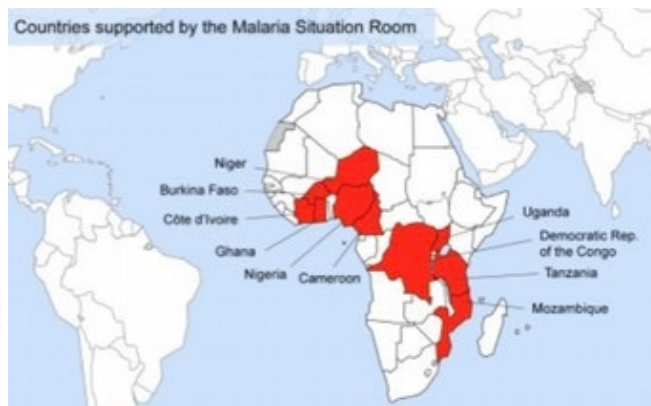 Countries supported by the Malaria Situation Room
Niger
Burkina Faso
Côte d'Ivoire
Ghana
Nigeria
Cameroon
Uganda
Democratic Rep.
of the Congo
Tanzania
Mozambique